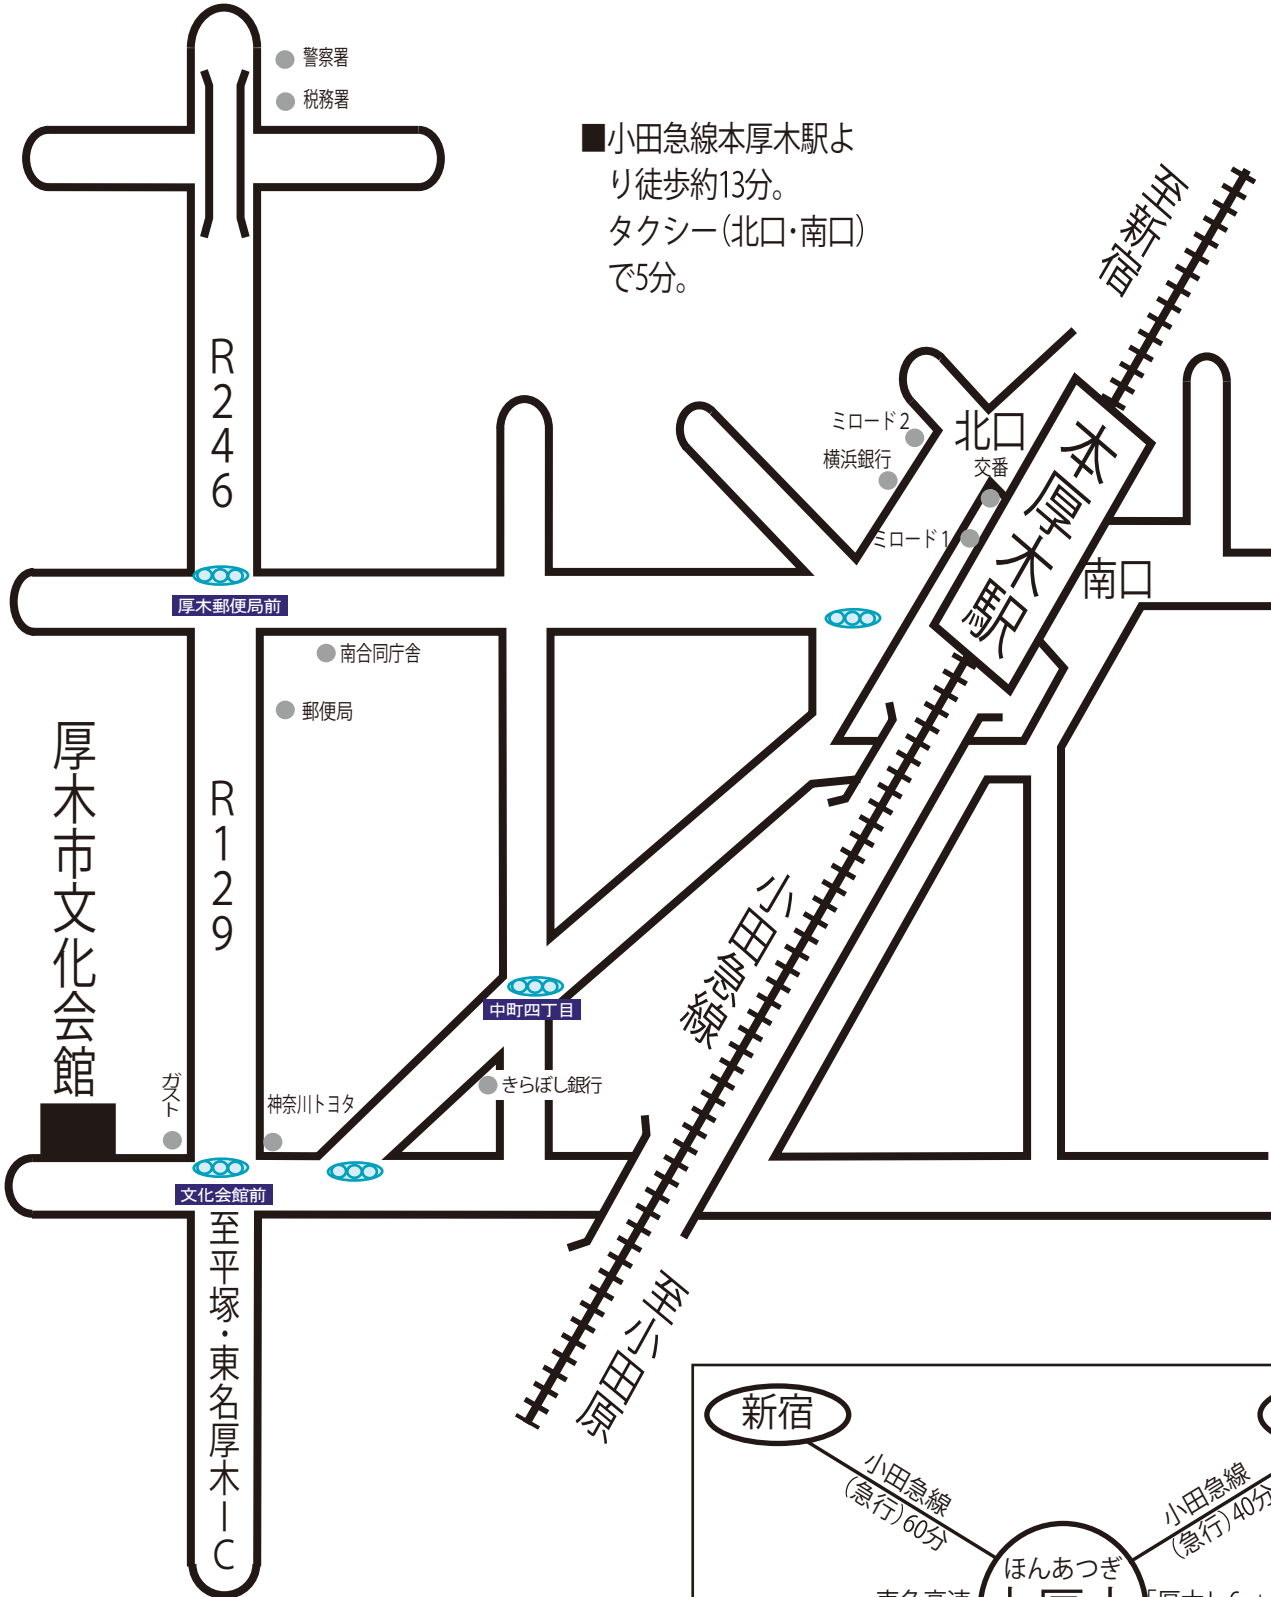 警察署
税務署
■小田急線本厚木駅よ
り徒歩約13分。
タクシー(北口・南口)
で5分。
至新宿
R246
ミロード2
北口
横浜銀行
交番
ミロード1
本厚木駅
南口
厚木郵便局前
南合同庁舎
郵便局
厚木市文化会館
R129
小田急線
中町四丁目
きらぼし銀行
ガスト
神奈川トヨタ
文化会館前
至平塚・東名厚木IC
至小田原
新宿
小田急線
(急行)60分
小田急線
(急行)40分
ほんあつぎ